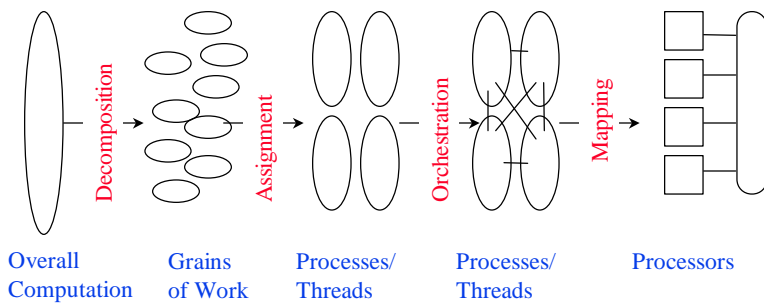 Decomposition
Assignment
Orchestration
Mapping
Overall
Computation
Grains
of Work
Processes/
Threads
Processes/
Threads
Processors